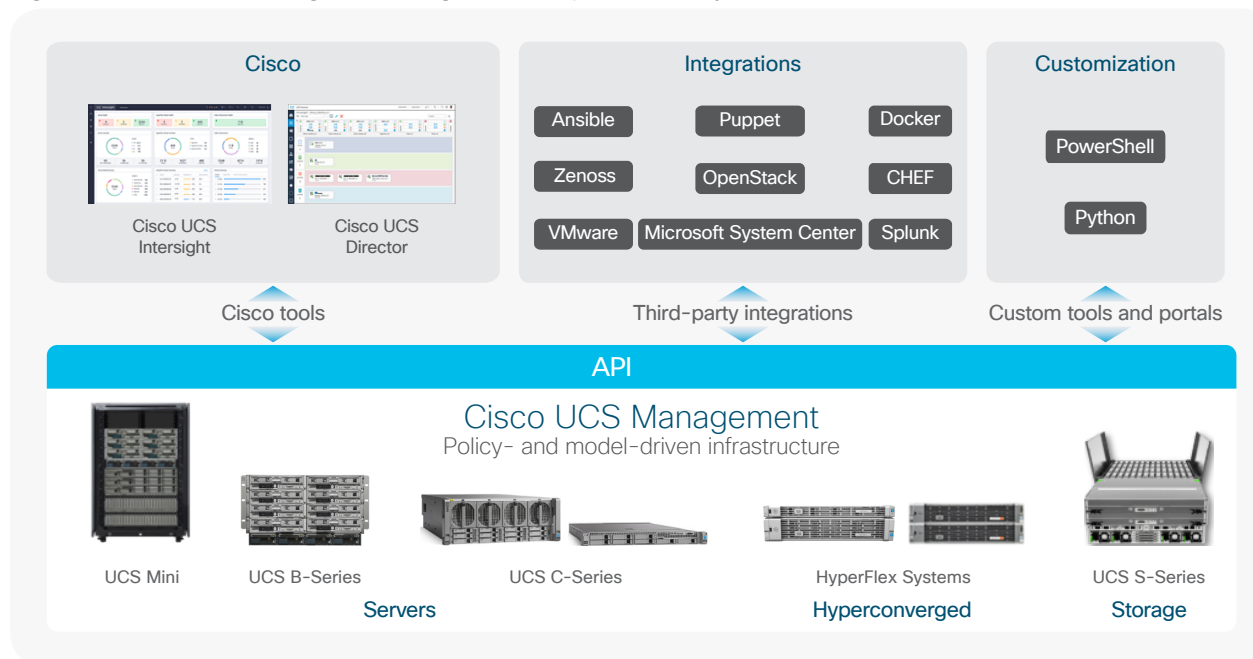 Cisco
Integrations
Customization
Ansible
Puppet
Docker
PowerShell
Zenoss
OpenStack
CHEF
Python
VMware
Microsoft System Center
Splunk
Cisco UCS
Intersight
Cisco UCS
Director
Cisco tools
Third-party integrations
Custom tools and portals
API
Cisco UCS Management
Policy- and model-driven infrastructure
UCS Mini
UCS B-Series
UCS C-Series
HyperFlex Systems
UCS S-Series
Servers
Hyperconverged
Storage